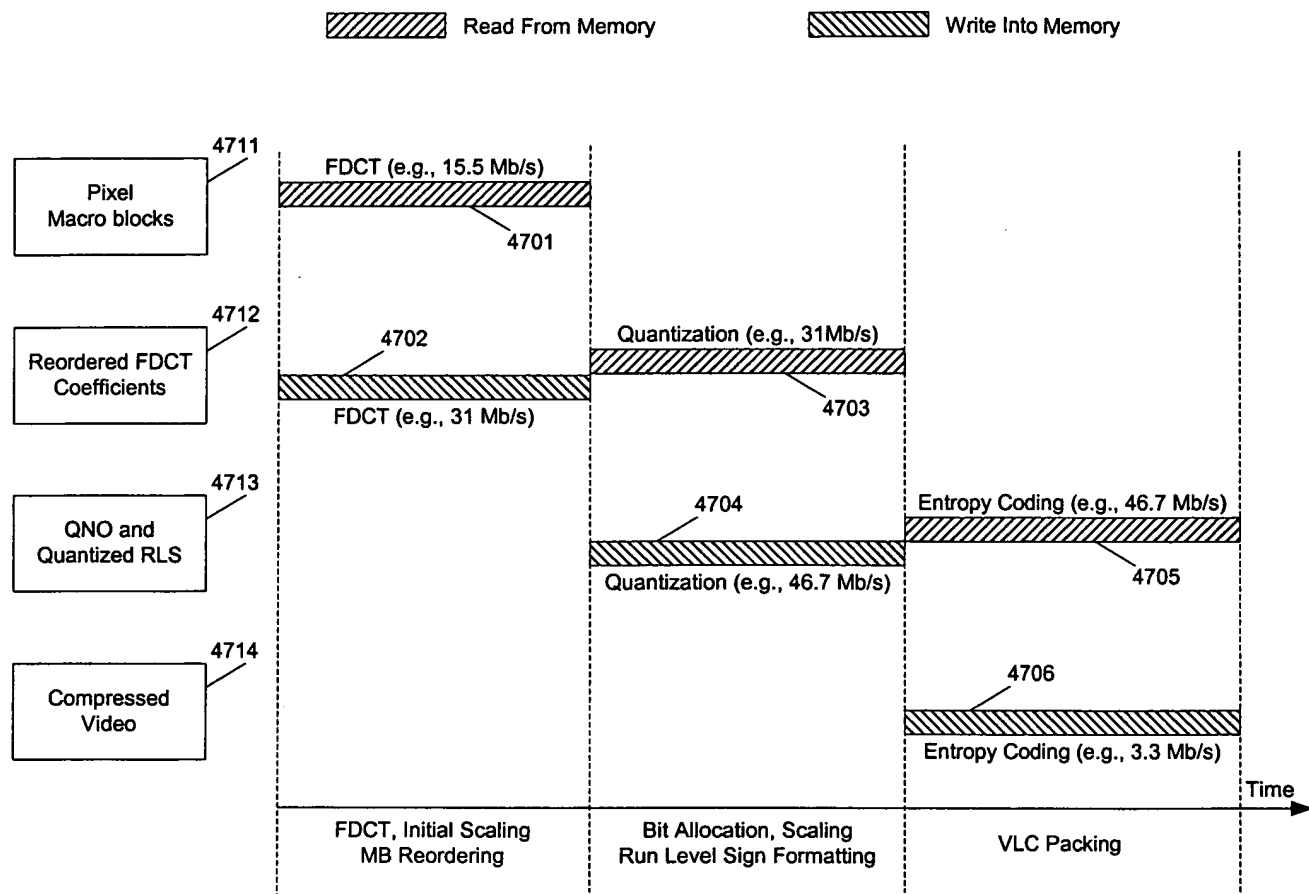 Read From Memory
Write Into Memory
4711
Pixel
Macro blocks
FDCT (e.g., 15.5 Mb/s)
4701
4712
Reordered FDCT
Coefficients
4702
FDCT (e.g., 31 Mb/s)
Quantization (e.g., 31Mb/s)
4703
4713
QNO and
Quantized RLS
4704
Quantization (e.g., 46.7 Mb/s)
Entropy Coding (e.g., 46.7 Mb/s)
4705
4714
Compressed
Video
4706
Entropy Coding (e.g., 3.3 Mb/s)
Time
FDCT, Initial Scaling
MB Reordering
Bit Allocation, Scaling
Run Level Sign Formatting
VLC Packing